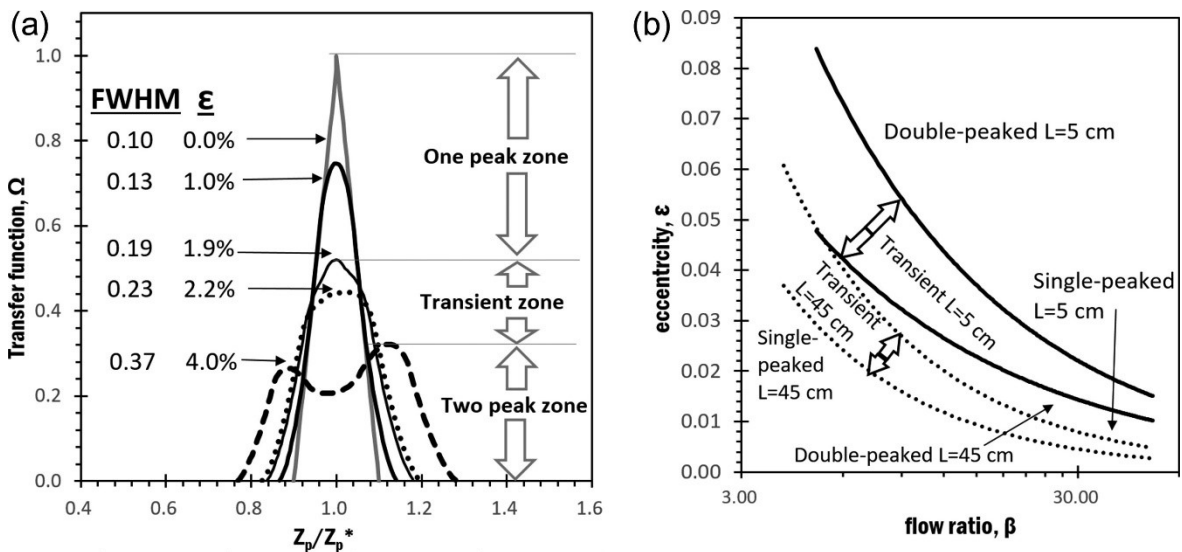 (a)
Transfer function, Ω
1.0
0.8
0.6
0.4
0.2
0.0
0.4
0.6
0.8
1.0
1.2
1.4
1.6
Zp/Zp*
FWHM ε
0.10 0.0%
0.13 1.0%
0.19 1.9%
0.23 2.2%
0.37 4.0%
One peak zone
Transient zone
Two peak zone
(b)
eccentrcity, ε
0.09
0.08
0.07
0.06
0.05
0.04
0.03
0.02
0.01
0.00
3.00
30.00
flow ratio, β
Double-peaked L=5 cm
Transient L=5 cm
Single-peaked
L=5 cm
Transient
L=45 cm
Single-
peaked
L=45 cm
Double-peaked L=45 cm